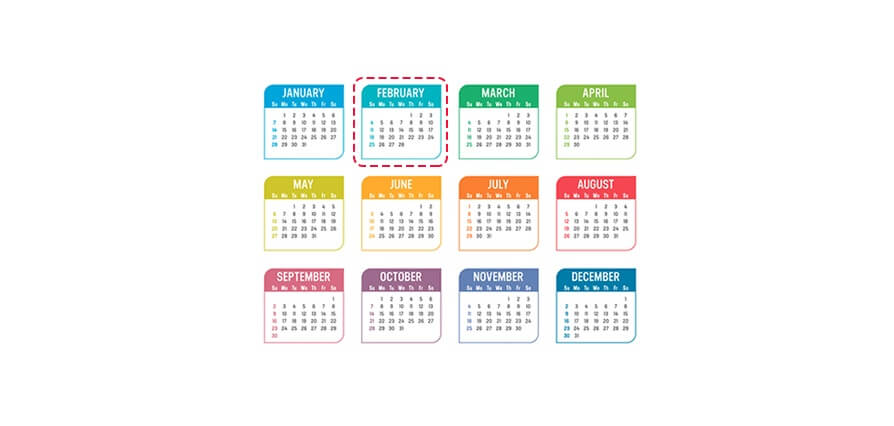 JANUARY
Su Mo Tu We Th Fr Sa
1 2 3 4 5 6
7 8 9 10 11 12 13
14 15 16 17 18 19 20
21 22 23 24 25 26 27
28 29 30 31
FEBRUARY
Su Mo Tu We Th Fr Sa
1 2 3
4 5 6 7 8 9 10
11 12 13 14 15 16 17
18 19 20 21 22 23 24
25 26 27 28
MARCH
Su Mo Tu We Th Fr Sa
1 2 3
4 5 6 7 8 9 10
11 12 13 14 15 16 17
18 19 20 21 22 23 24
25 26 27 28 29 30 31
APRIL
Su Mo Tu We Th Fr Sa
1 2 3 4 5 6 7
8 9 10 11 12 13 14
15 16 17 18 19 20 21
22 23 24 25 26 27 28
29 30
MAY
Su Mo Tu We Th Fr Sa
1 2 3 4 5
6 7 8 9 10 11 12
13 14 15 16 17 18 19
20 21 22 23 24 25 26
27 28 29 30 31
JUNE
Su Mo Tu We Th Fr Sa
1 2
3 4 5 6 7 8 9
10 11 12 13 14 15 16
17 18 19 20 21 22 23
24 25 26 27 28 29 30
JULY
Su Mo Tu We Th Fr Sa
1 2 3 4 5 6 7
8 9 10 11 12 13 14
15 16 17 18 19 20 21
22 23 24 25 26 27 28
29 30 31
AUGUST
Su Mo Tu We Th Fr Sa
1 2 3 4
5 6 7 8 9 10 11
12 13 14 15 16 17 18
19 20 21 22 23 24 25
26 27 28 29 30 31
SEPTEMBER
Su Mo Tu We Th Fr Sa
1
2 3 4 5 6 7 8
9 10 11 12 13 14 15
16 17 18 19 20 21 22
23 24 25 26 27 28 29
30
OCTOBER
Su Mo Tu We Th Fr Sa
1 2 3 4 5 6
7 8 9 10 11 12 13
14 15 16 17 18 19 20
21 22 23 24 25 26 27
28 29 30 31
NOVEMBER
Su Mo Tu We Th Fr Sa
1 2 3
4 5 6 7 8 9 10
11 12 13 14 15 16 17
18 19 20 21 22 23 24
25 26 27 28 29 30
DECEMBER
Su Mo Tu We Th Fr Sa
1
2 3 4 5 6 7 8
9 10 11 12 13 14 15
16 17 18 19 20 21 22
23 24 25 26 27 28 29
30 31